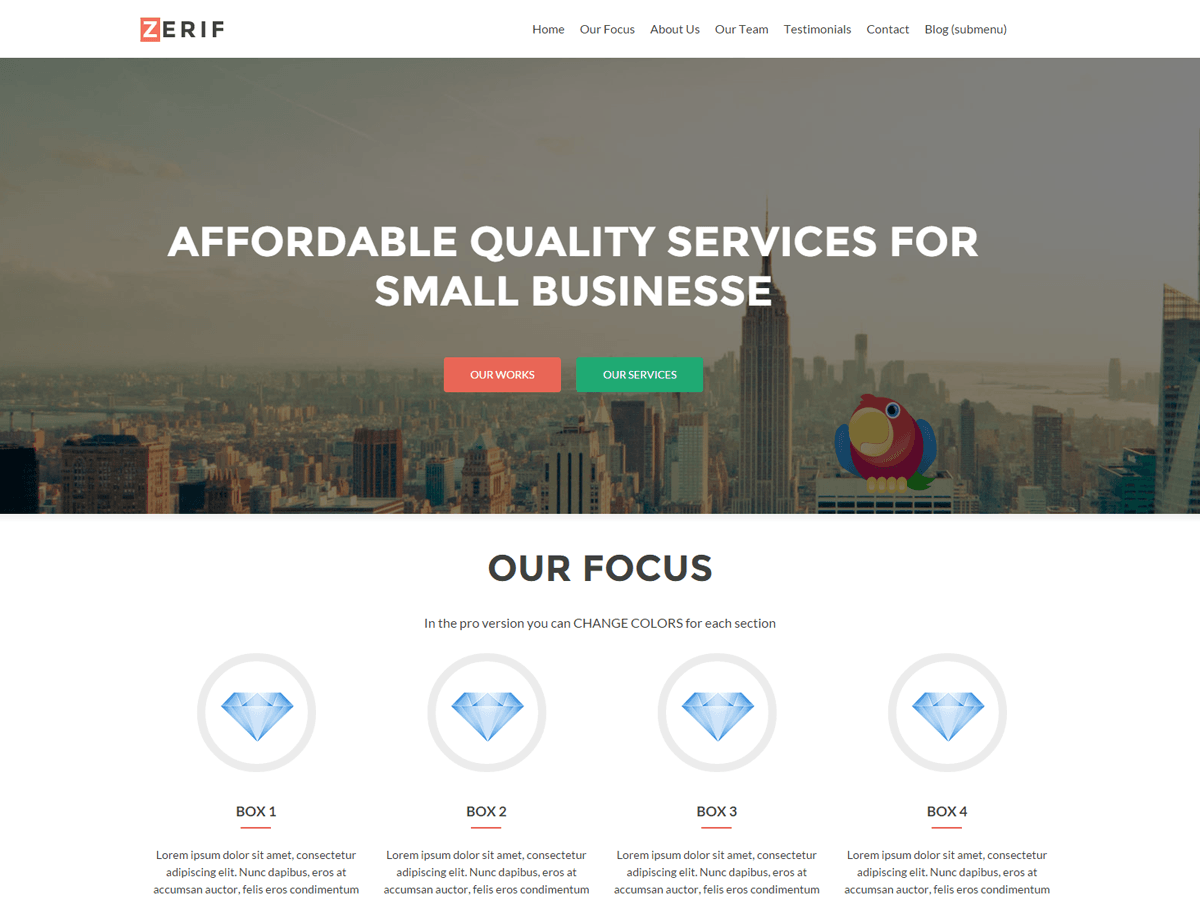 ZERIF
Home Our Focus About Us Our Team Testimonials Contact Blog (submenu)
AFFORDABLE QUALITY SERVICES FOR
SMALL BUSINESSE
OUR WORKS OUR SERVICES
OUR FOCUS
In the pro version you can CHANGE COLORS for each section
BOX 1
Lorem ipsum dolor sit amet, consectetur
adipiscing elit. Nunc dapibus, eros at
accumsan auctor, felis eros condimentum
BOX 2
Lorem ipsum dolor sit amet, consectetur
adipiscing elit. Nunc dapibus, eros at
accumsan auctor, felis eros condimentum
BOX 3
Lorem ipsum dolor sit amet, consectetur
adipiscing elit. Nunc dapibus, eros at
accumsan auctor, felis eros condimentum
BOX 4
Lorem ipsum dolor sit amet, consectetur
adipiscing elit. Nunc dapibus, eros at
accumsan auctor, felis eros condimentum